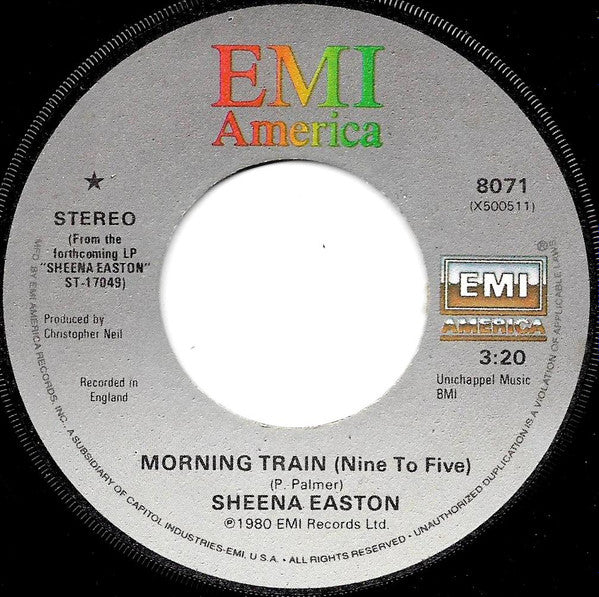 EMI
America
★
STEREO
(From the
forthcoming LP
"SHEENA EASTON"
ST-17049)
Produced by
Christopher Neil
Recorded in
England
8071
(X500511)
®
EMI
AMERICA
3:20
Unichappel Music
BMI
MORNING TRAIN (Nine To Five)
(P. Palmer)
SHEENA EASTON
℗1980 EMI Records Ltd.
MFD. BY EMI AMERICA RECORDS, INC. • A SUBSIDIARY OF CAPITOL INDUSTRIES-EMI, U.S.A. • ALL RIGHTS RESERVED • UNAUTHORIZED DUPLICATION IS A VIOLATION OF APPLICABLE LAWS.